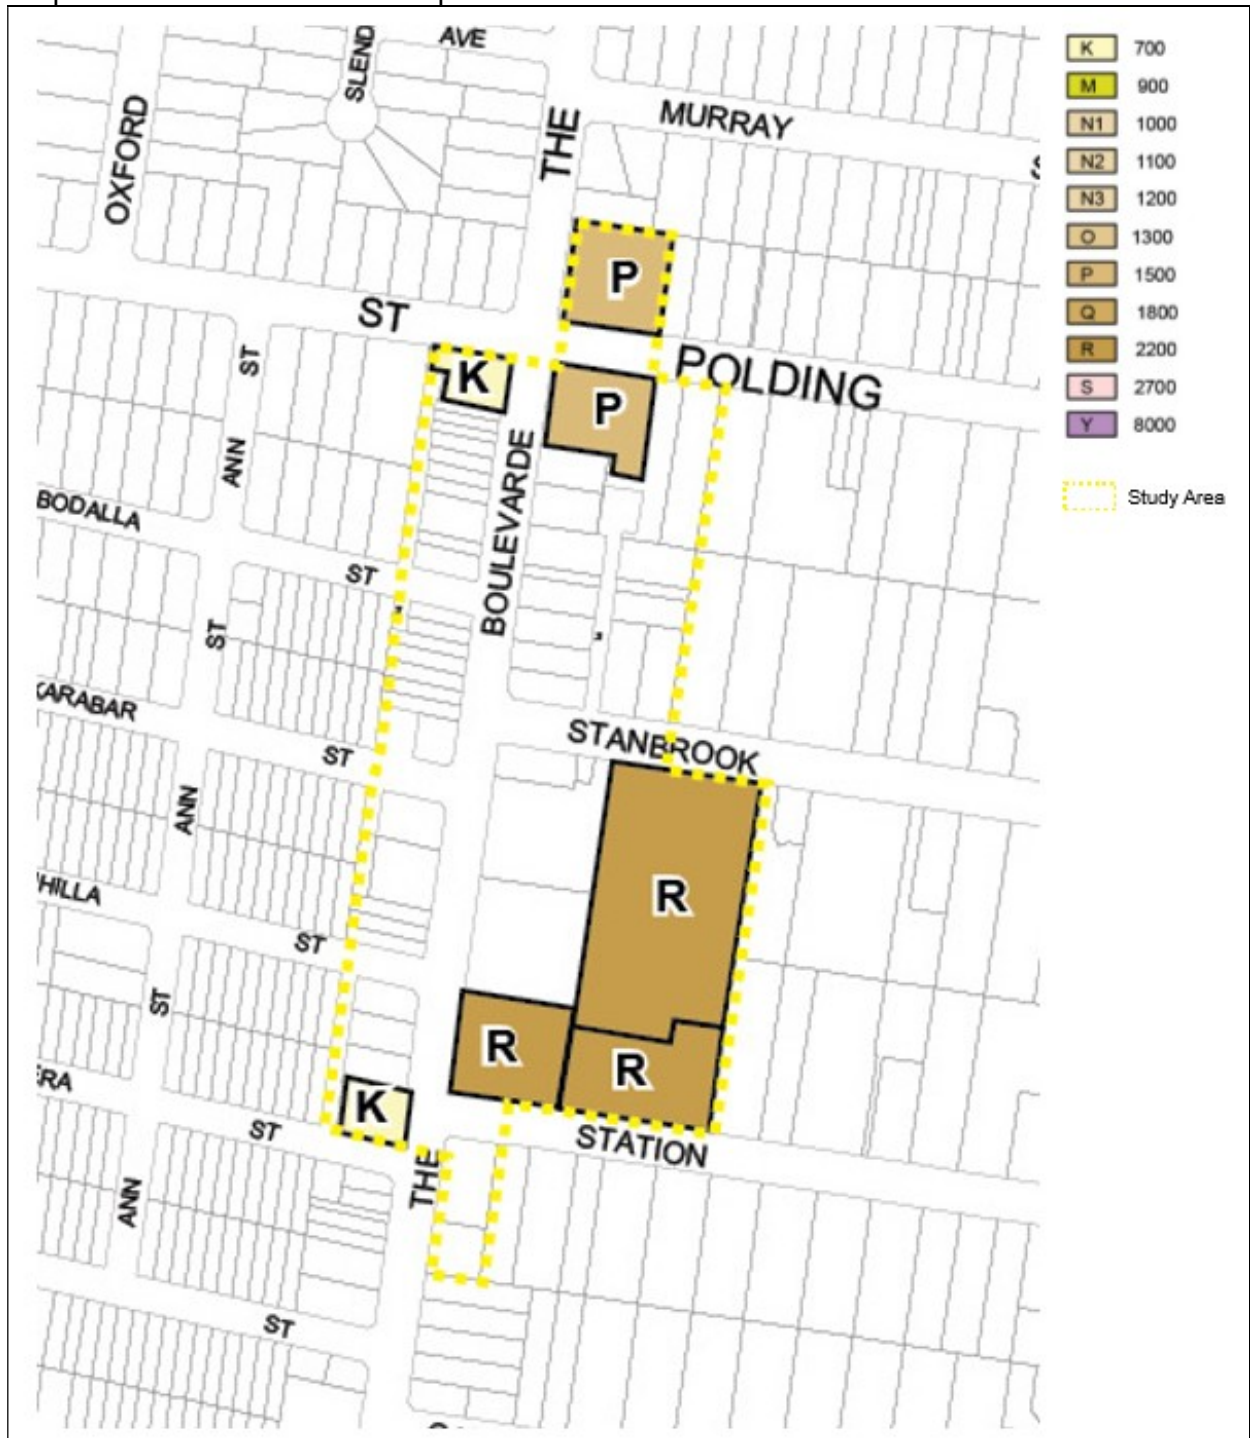 AVE
SLEND
OXFORD
THE
MURRAY
P
ST
POLDING
K
P
ST
ANN
BOULEVARDE
BODALLA
ST
ST
KARABAR
ST
STANBROOK
ANN
HILLA
ST
R
ST
R
R
ERA
K
ST
STATION
THE
ANN
ST
K 700
M 900
N1 1000
N2 1100
N3 1200
O 1300
P 1500
Q 1800
R 2200
S 2700
Y 8000
Study Area